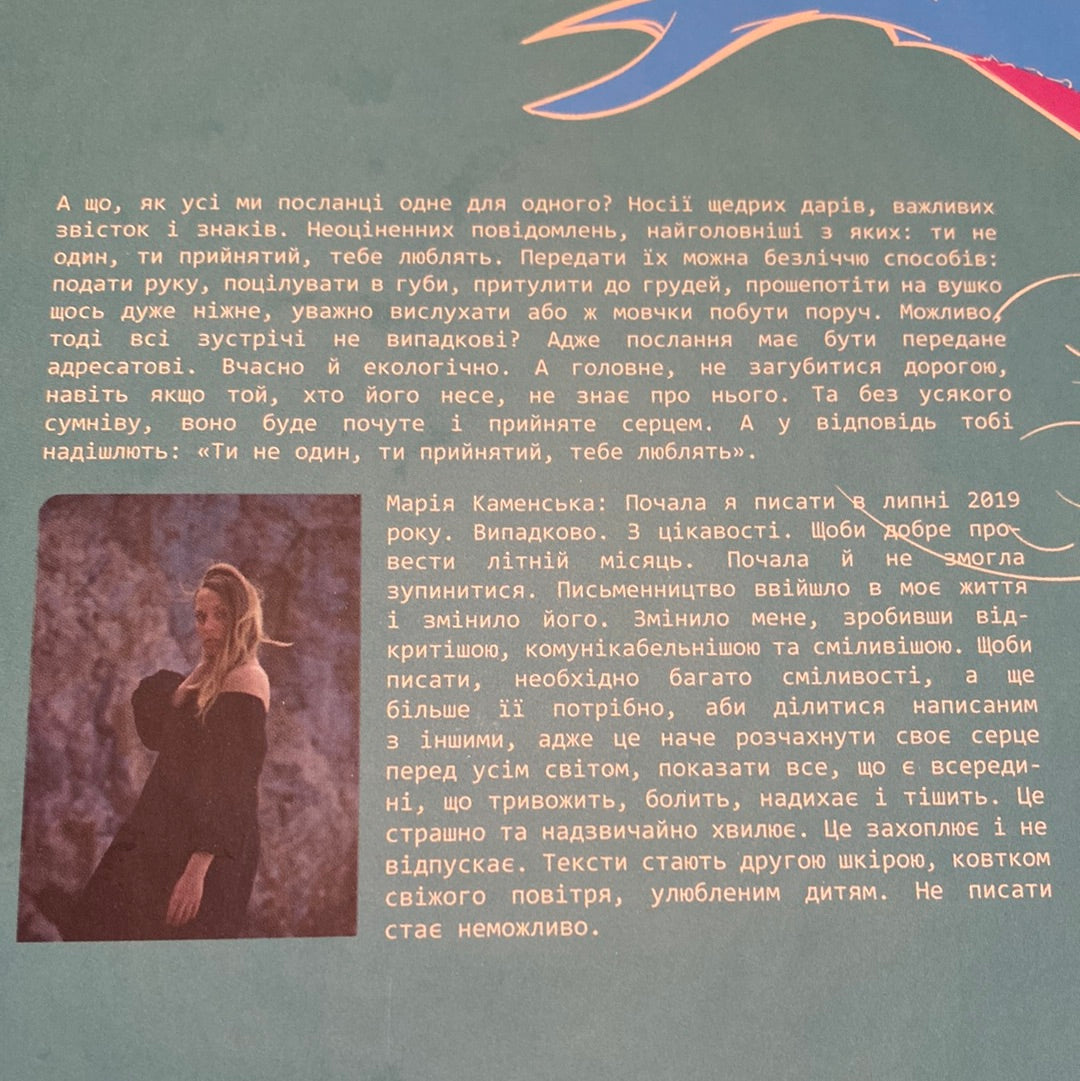 А що, як усі ми посланці одне для одного? Носії щедрих дарів, важливих
звісток і знаків. Неоціненних повідомлень, найголовніші з яких: ти не
один, ти прийнятий, тебе люблять. Передати їх можна безліччю способів:
подати руку, поцілувати в губи, притулити до грудей, прошепотіти на вушко
щось дуже ніжне, уважно вислухати або ж мовчки побути поруч. Можливо,
тоді всі зустрічі не випадкові? Адже послання має бути передане
адресатові. Вчасно й екологічно. А головне, не загубитися дорогою,
навіть якщо той, хто його несе, не знає про нього. Та без усякого
сумніву, воно буде почуте і прийняте серцем. А у відповідь тобі
надішлють: «Ти не один, ти прийнятий, тебе люблять».
Марія Каменська: Почала я писати в липні 2019
року. Випадково. З цікавості. Щоби добре про-
вести літній місяць. Почала й не змогла
зупинитися. Письменництво ввійшло в моє життя
і змінило його. Змінило мене, зробивши від-
критішою, комунікабельнішою та сміливішою. Щоби
писати, необхідно багато сміливості, а ще
більше її потрібно, аби ділитися написаним
з іншими, адже це наче розчахнути своє серце
перед усім світом, показати все, що є всереди-
ні, що тривожить, болить, надихає і тішить. Це
страшно та надзвичайно хвилює. Це захоплює і не
відпускає. Тексти стають другою шкірою, ковтком
свіжого повітря, улюбленим дитям. Не писати
стає неможливо.